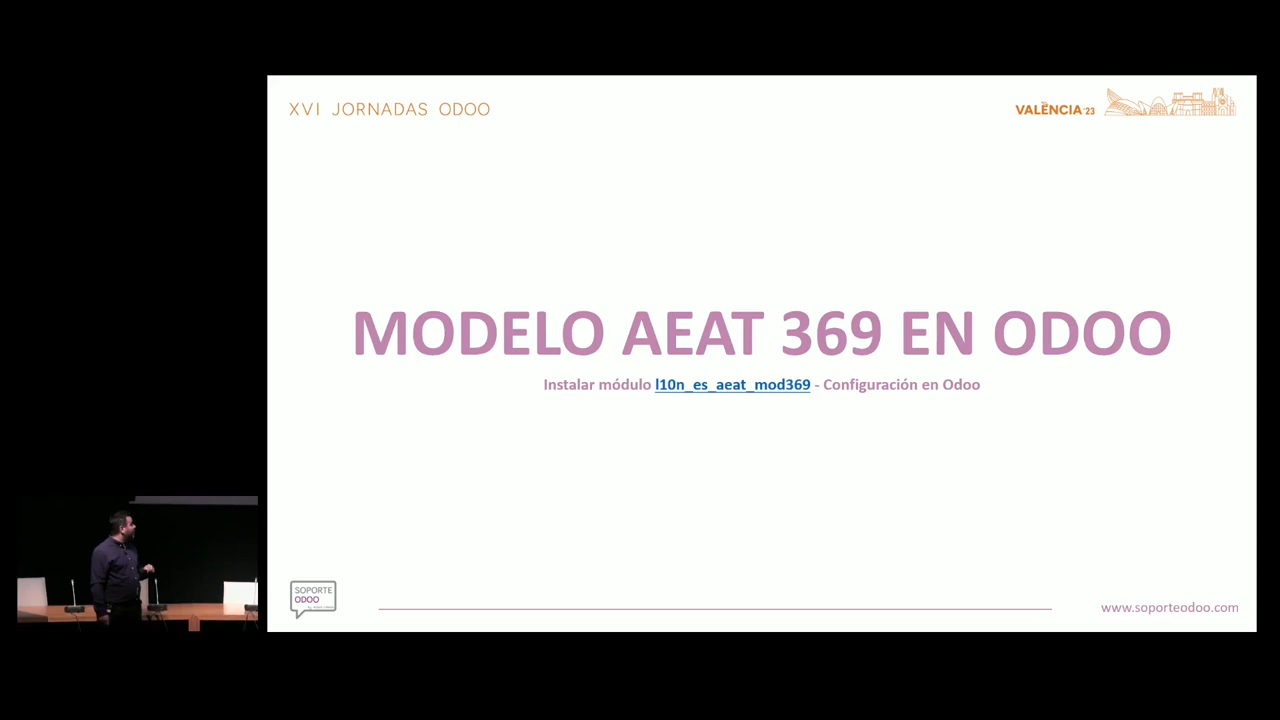 XVI JORNADAS ODOO
VALÈNCIA '23
MODELO AEAT 369 EN ODOO
Instalar módulo l10n_es_aeat_mod369 - Configuración en Odoo
SOPORTE
ODOO
www.soporteodoo.com